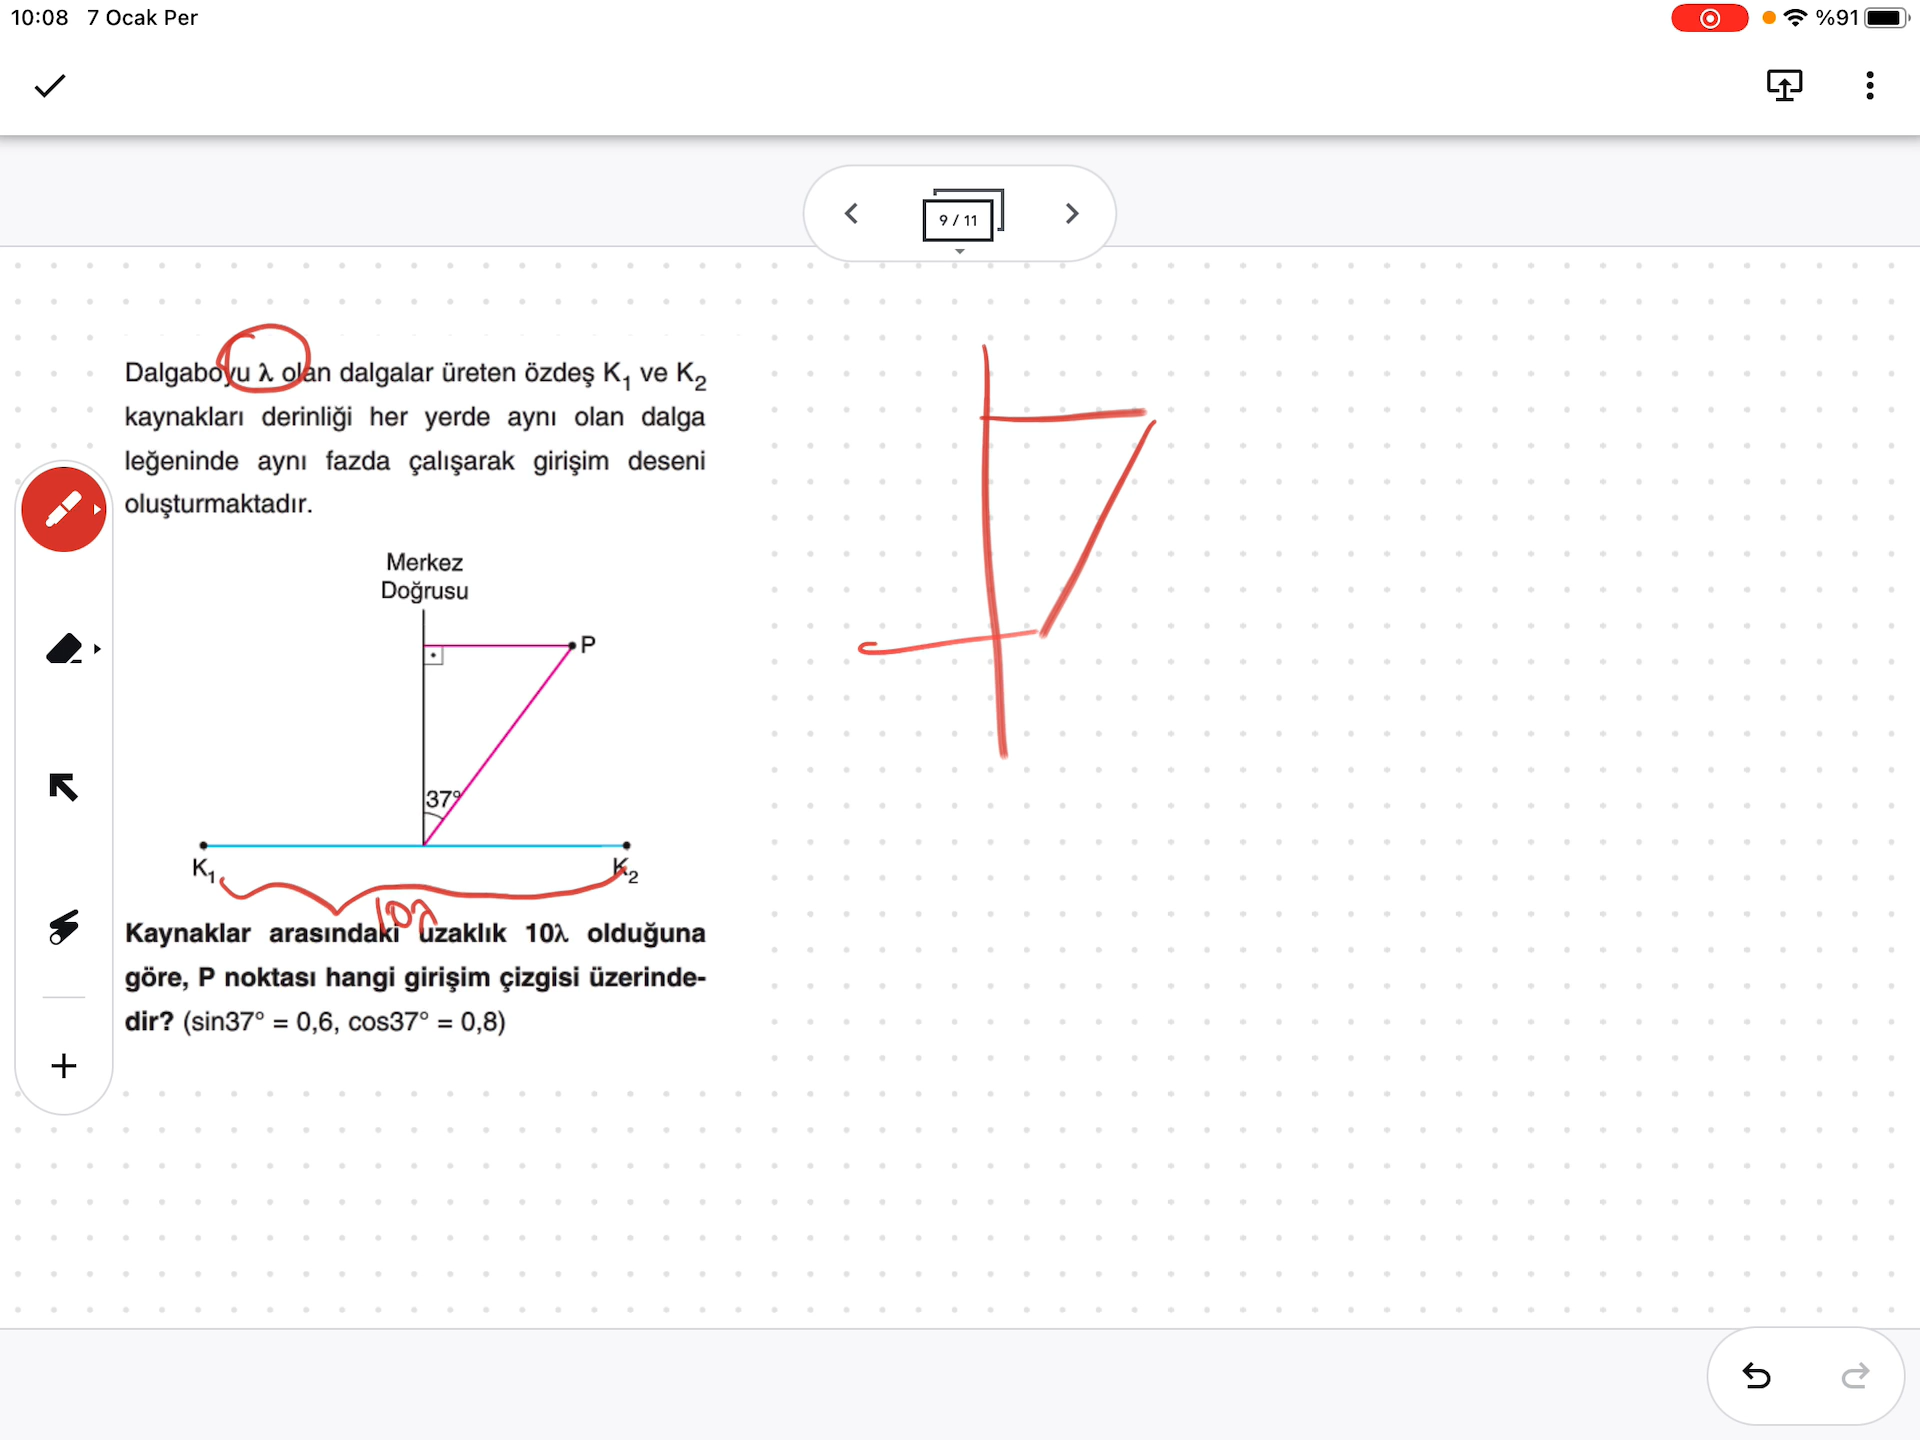 10:08 7 Ocak Per
%91
9 / 11
Dalgaboyu λ olan dalgalar üreten özdeş K₁ ve K₂
kaynakları derinliği her yerde aynı olan dalga
leğeninde aynı fazda çalışarak girişim deseni
oluşturmaktadır.
Merkez
Doğrusu
P
37°
K₁ K₂
10λ
Kaynaklar arasındaki uzaklık 10λ olduğuna
göre, P noktası hangi girişim çizgisi üzerinde-
dir? (sin37° = 0,6, cos37° = 0,8)